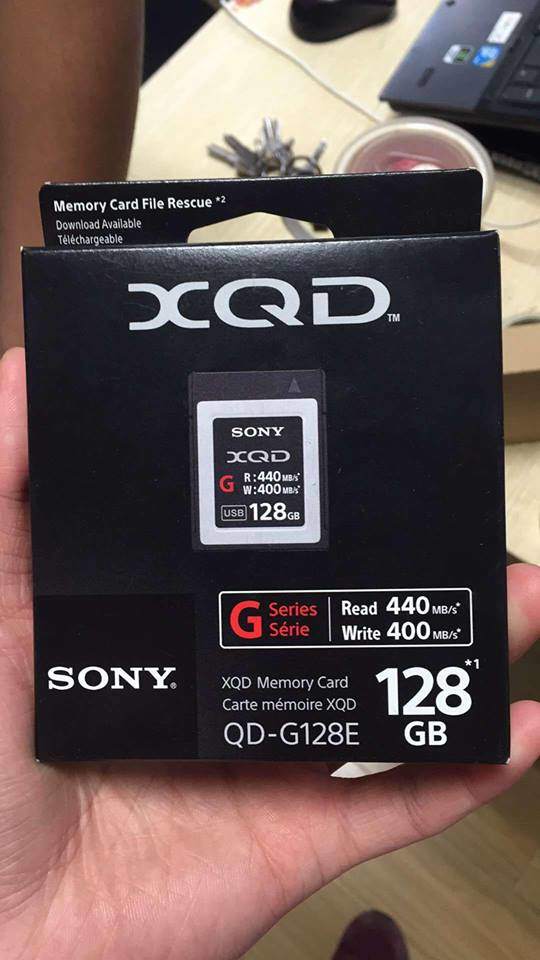 Memory Card File Rescue *2
Download Available
Téléchargeable
XQD™
SONY
XQD
G R:440 MB/s*
W:400 MB/s*
USB 128 GB
G Series
Série
Read 440 MB/s*
Write 400 MB/s*
SONY®
XQD Memory Card
Carte mémoire XQD
QD-G128E
128 *1
GB